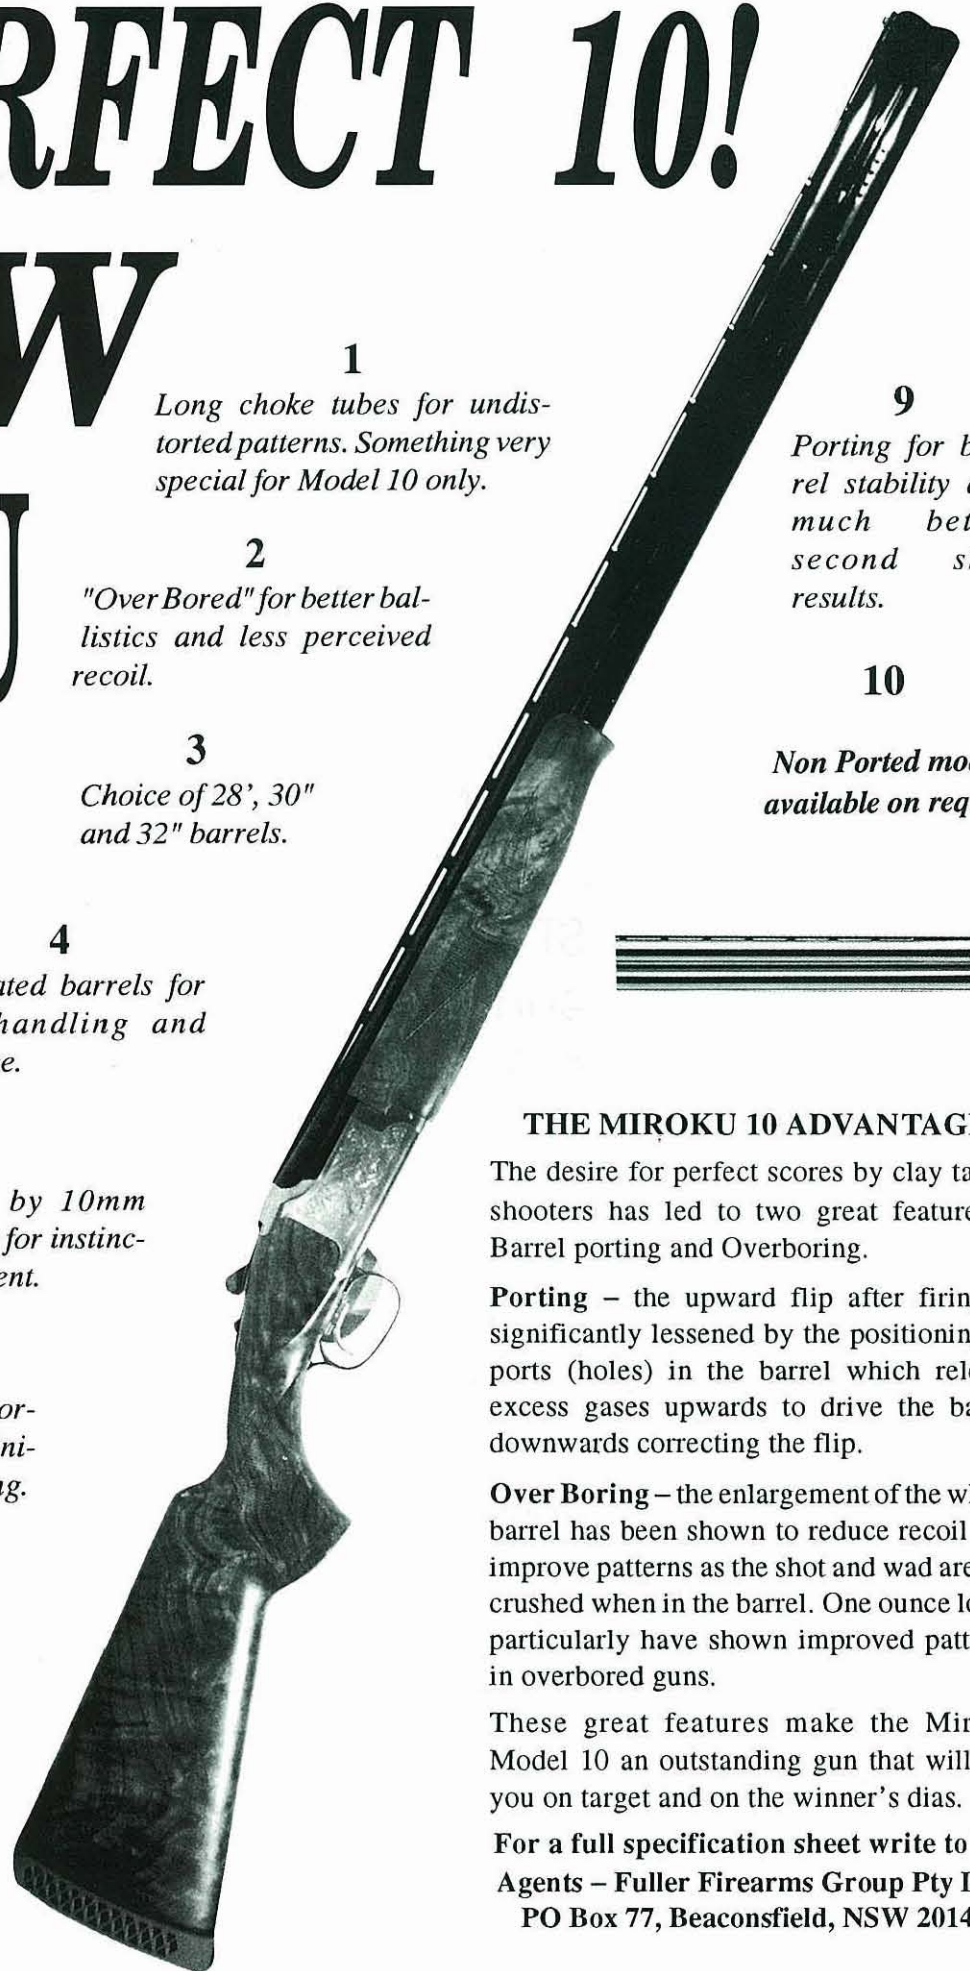 RFECT 10!
W
U
1
Long choke tubes for undis-
torted patterns. Something very
special for Model 10 only.
2
"Over Bored" for better bal-
listics and less perceived
recoil.
3
Choice of 28', 30"
and 32" barrels.
4
ated barrels for
handling and
e.
by 10mm
for instinc-
ent.
or-
ni-
g.
9
Porting for b
rel stability
much bet
second s
results.
10
Non Ported mo
available on req
THE MIROKU 10 ADVANTAG
The desire for perfect scores by clay ta
shooters has led to two great feature
Barrel porting and Overboring.
Porting – the upward flip after firin
significantly lessened by the positionin
ports (holes) in the barrel which rel
excess gases upwards to drive the ba
downwards correcting the flip.
Over Boring – the enlargement of the w
barrel has been shown to reduce recoil
improve patterns as the shot and wad are
crushed when in the barrel. One ounce lo
particularly have shown improved patt
in overbored guns.
These great features make the Mir
Model 10 an outstanding gun that will
you on target and on the winner's dias.
For a full specification sheet write to
Agents – Fuller Firearms Group Pty
PO Box 77, Beaconsfield, NSW 2014